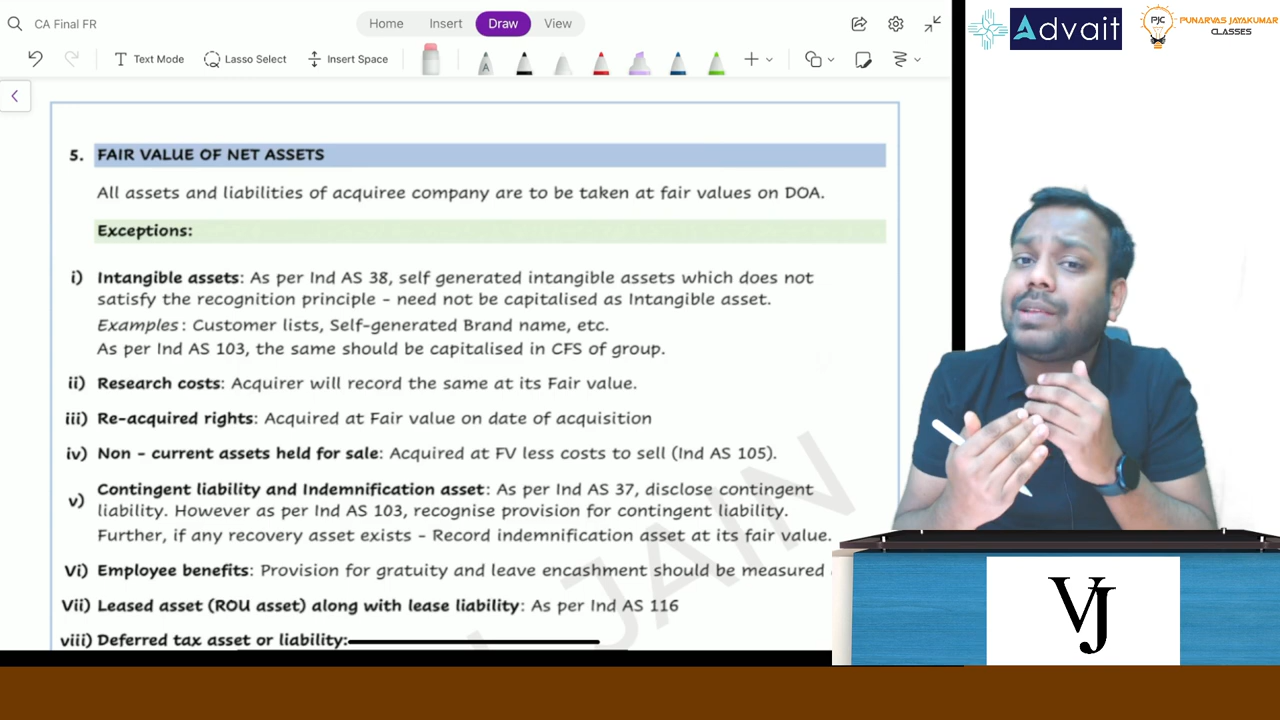 CA Final FR
Home Insert Draw View
Text Mode Lasso Select Insert Space
Advait
PJC
PUNARVAS JAYAKUMAR
CLASSES
5. FAIR VALUE OF NET ASSETS
All assets and liabilities of acquiree company are to be taken at fair values on DOA.
Exceptions:
i) Intangible assets: As per Ind AS 38, self generated intangible assets which does not
satisfy the recognition principle - need not be capitalised as Intangible asset.
Examples: Customer lists, Self-generated Brand name, etc.
As per Ind AS 103, the same should be capitalised in CFS of group.
ii) Research costs: Acquirer will record the same at its Fair value.
iii) Re-acquired rights: Acquired at Fair value on date of acquisition
iv) Non - current assets held for sale: Acquired at FV less costs to sell (Ind AS 105).
v) Contingent liability and Indemnification asset: As per Ind AS 37, disclose contingent
liability. However as per Ind AS 103, recognise provision for contingent liability.
Further, if any recovery asset exists - Record indemnification asset at its fair value.
Vi) Employee benefits: Provision for gratuity and leave encashment should be measured
Vii) Leased asset (ROU asset) along with lease liability: As per Ind AS 116
viii) Deferred tax asset or liability:
JAIN
VJ